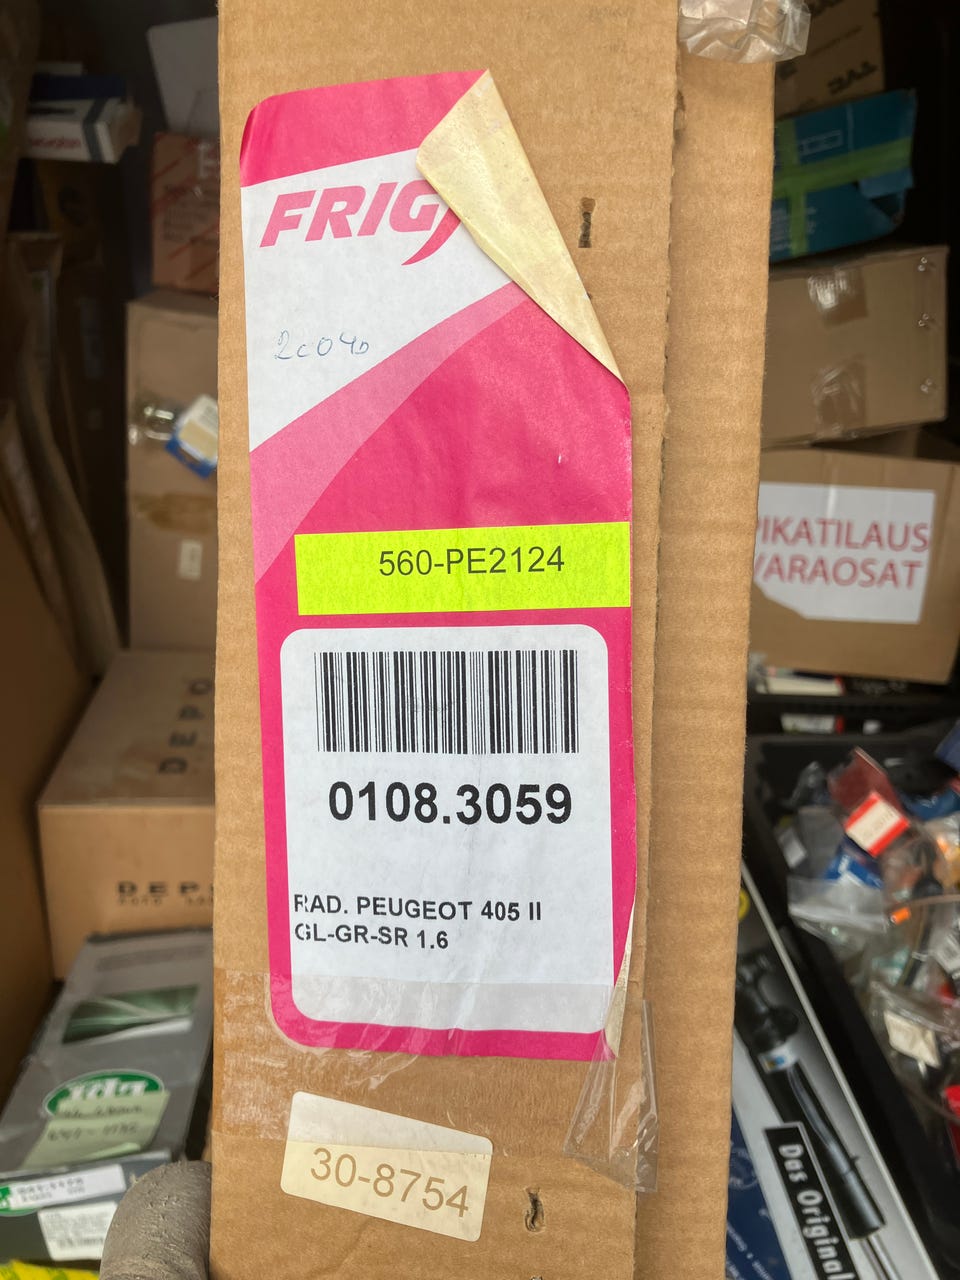 FRIG
560-PE2124
0108.3059
RAD. PEUGEOT 405 II
GL-GR-SR 1.6
30-8754
PIKATILAUS
VARAOSAT
DEPO
Das Original